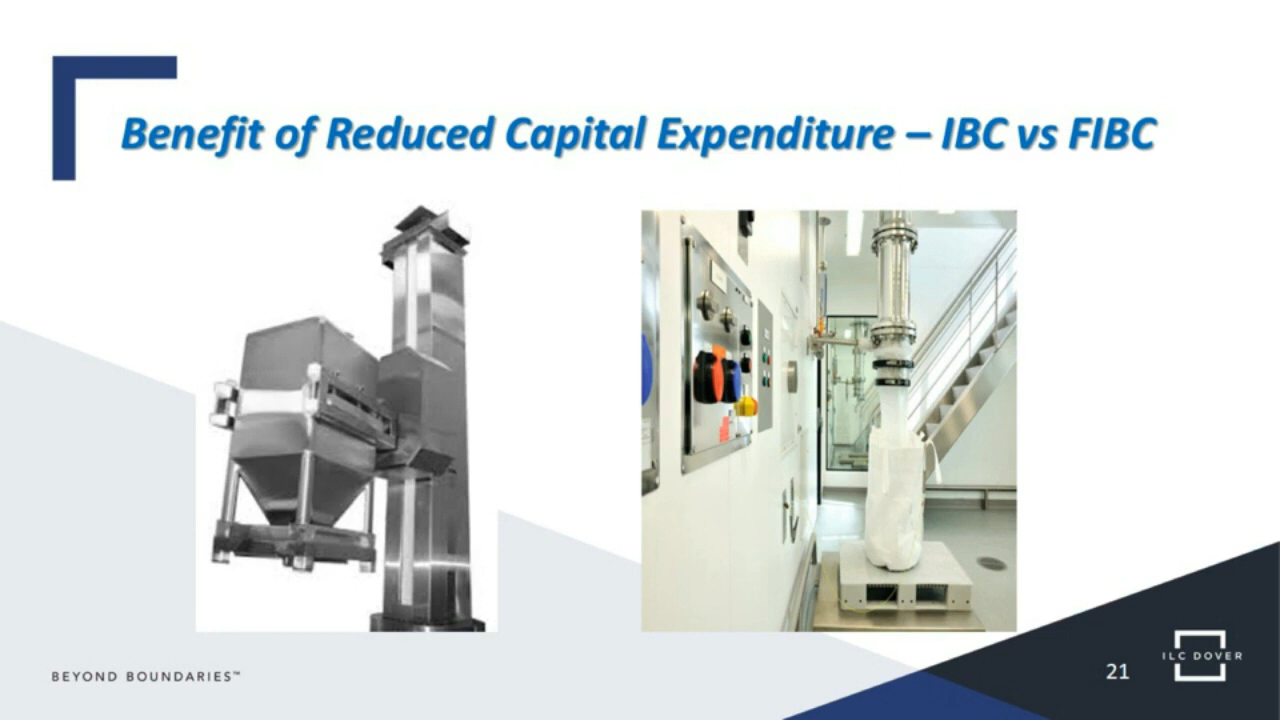 Benefit of Reduced Capital Expenditure – IBC vs FIBC
BEYOND BOUNDARIES™
21
ILC DOVER